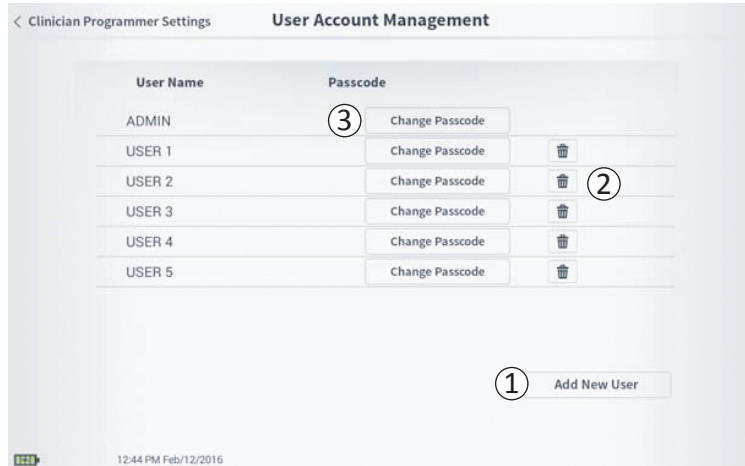 < Clinician Programmer Settings User Account Management
User Name Passcode
ADMIN ③ Change Passcode
USER 1 Change Passcode
USER 2 Change Passcode ②
USER 3 Change Passcode
USER 4 Change Passcode
USER 5 Change Passcode
① Add New User
12:44 PM Feb/12/2016